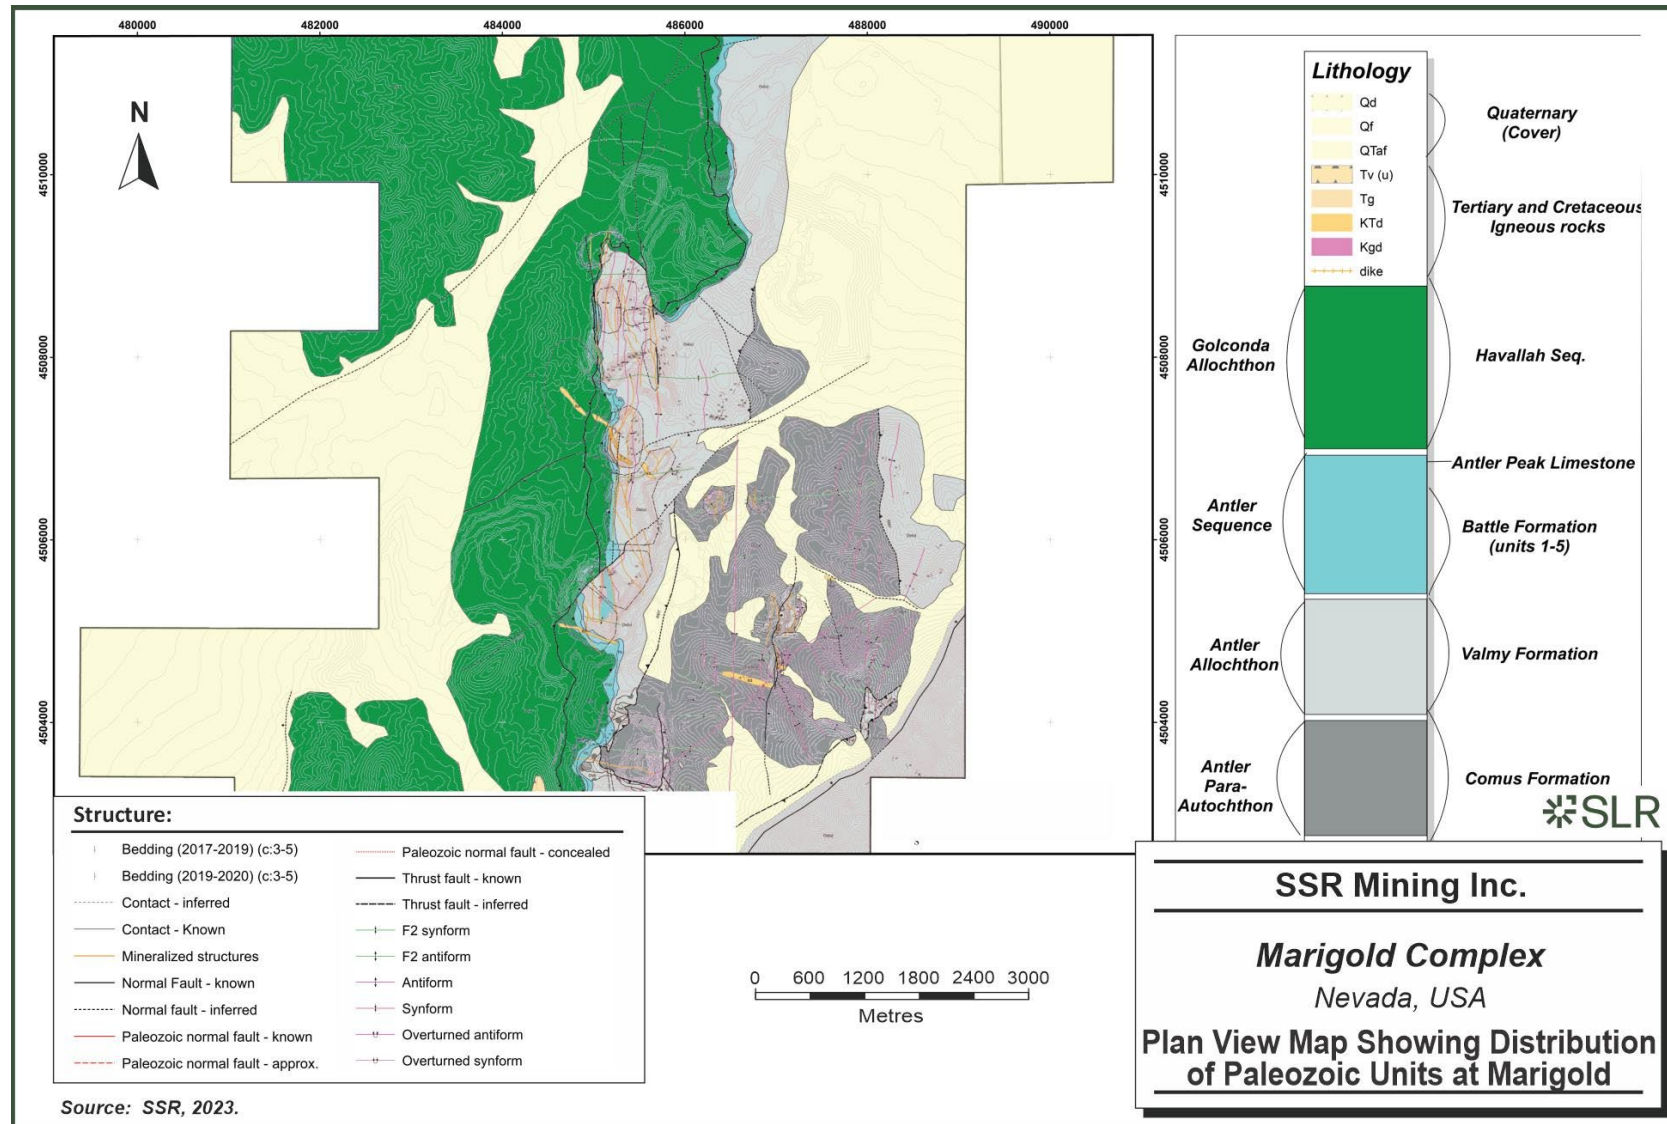 480000
482000
484000
486000
488000
490000
N
4510000
4508000
4506000
4504000
4510000
4508000
4506000
4504000
Lithology
Qd
Qf
QTaf
Tv (u)
Tg
KTd
Kgd
dike
Quaternary
(Cover)
Tertiary and Cretaceous
Igneous rocks
Golconda
Allochthon
Havallah Seq.
Antler Peak Limestone
Antler
Sequence
Battle Formation
(units 1-5)
Antler
Allochthon
Valmy Formation
Antler
Para-
Autochthon
Comus Formation
SLR
Structure:
Bedding (2017-2019) (c:3-5)
Bedding (2019-2020) (c:3-5)
Contact - inferred
Contact - Known
Mineralized structures
Normal Fault - known
Normal fault - inferred
Paleozoic normal fault - known
Paleozoic normal fault - approx.
Paleozoic normal fault - concealed
Thrust fault - known
Thrust fault - inferred
F2 synform
F2 antiform
Antiform
Synform
Overturned antiform
Overturned synform
0 600 1200 1800 2400 3000
Metres
SSR Mining Inc.
Marigold Complex
Nevada, USA
Plan View Map Showing Distribution
of Paleozoic Units at Marigold
Source: SSR, 2023.